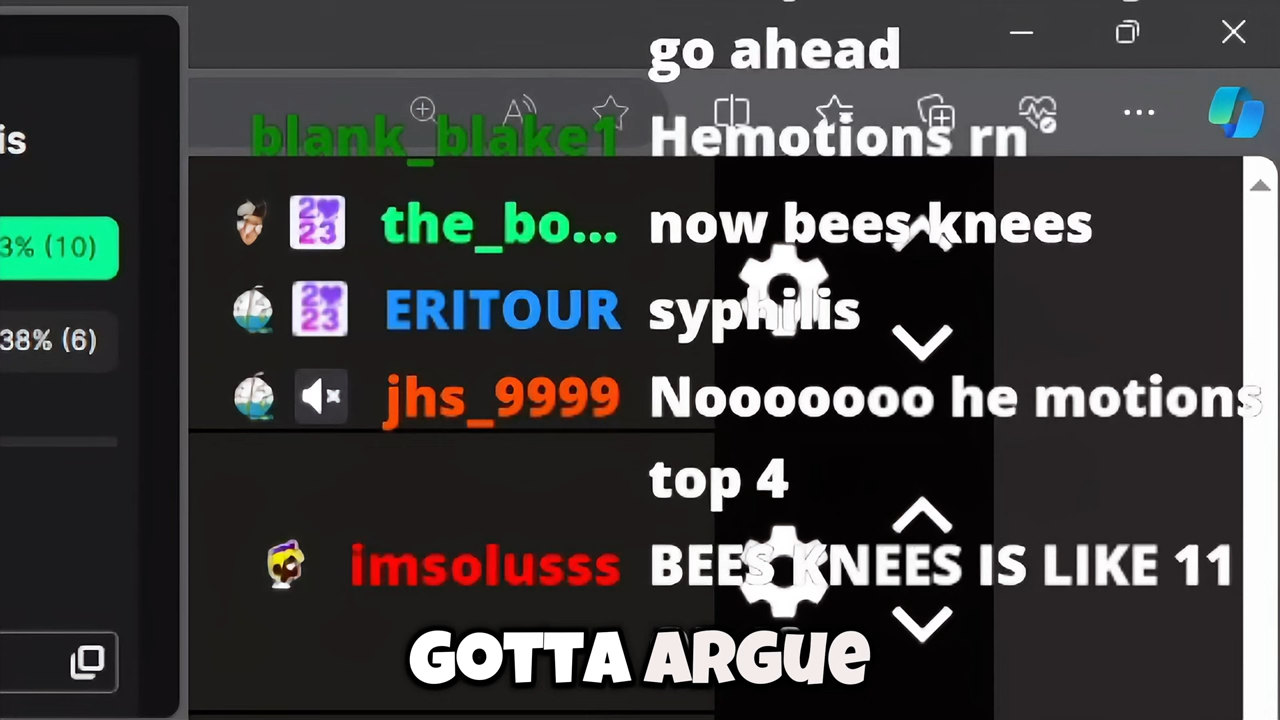 go ahead
blank_blake1 Hemotions rn
is
the_bo... now bees knees
3% (10)
ERITOUR syphilis
38% (6)
jhs_9999 Nooooooo he motions
top 4
imsolusss BEES KNEES IS LIKE 11
GOTTA ARGUE